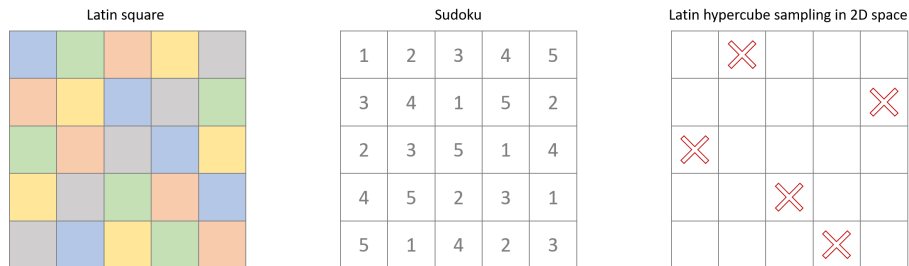 Latin square
Sudoku
Latin hypercube sampling in 2D space
1 2 3 4 5
3 4 1 5 2
2 3 5 1 4
4 5 2 3 1
5 1 4 2 3